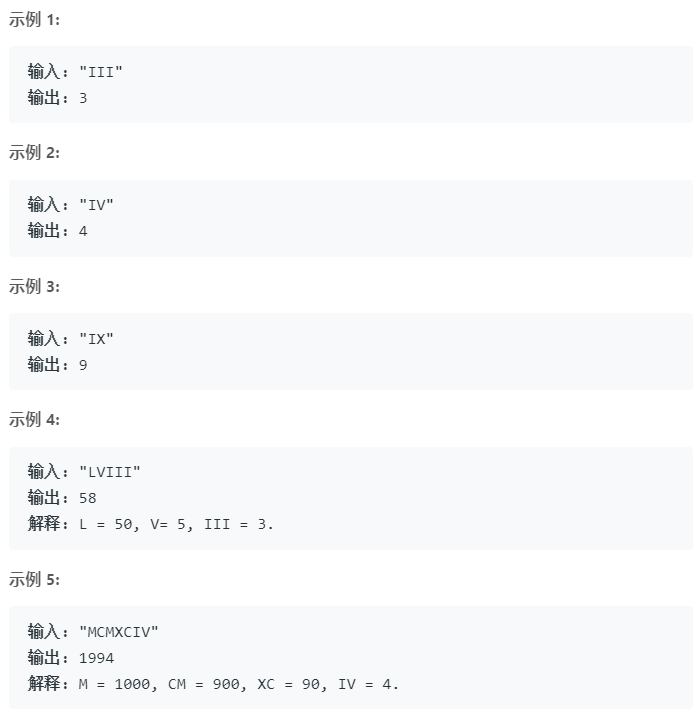 示例 1:
输入: "III"
输出: 3
示例 2:
输入: "IV"
输出: 4
示例 3:
输入: "IX"
输出: 9
示例 4:
输入: "LVIII"
输出: 58
解释: L = 50, V= 5, III = 3.
示例 5:
输入: "MCMXCIV"
输出: 1994
解释: M = 1000, CM = 900, XC = 90, IV = 4.